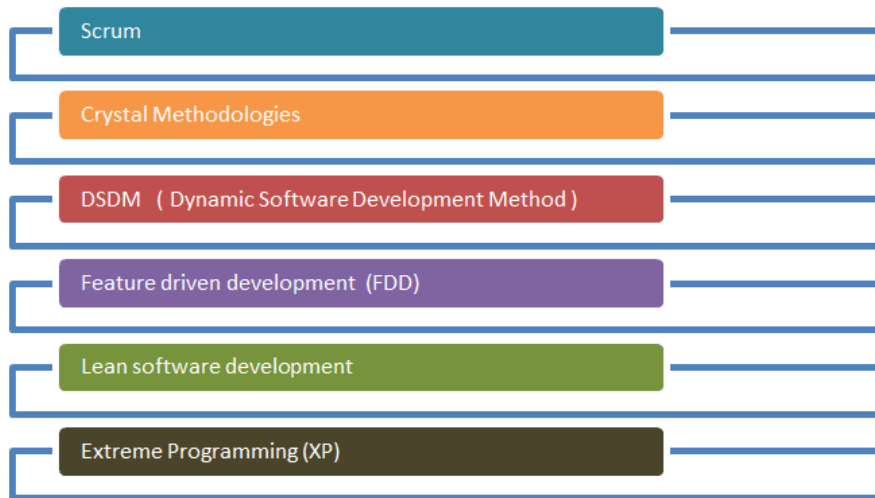 Scrum
Crystal Methodologies
DSDM ( Dynamic Software Development Method )
Feature driven development (FDD)
Lean software development
Extreme Programming (XP)